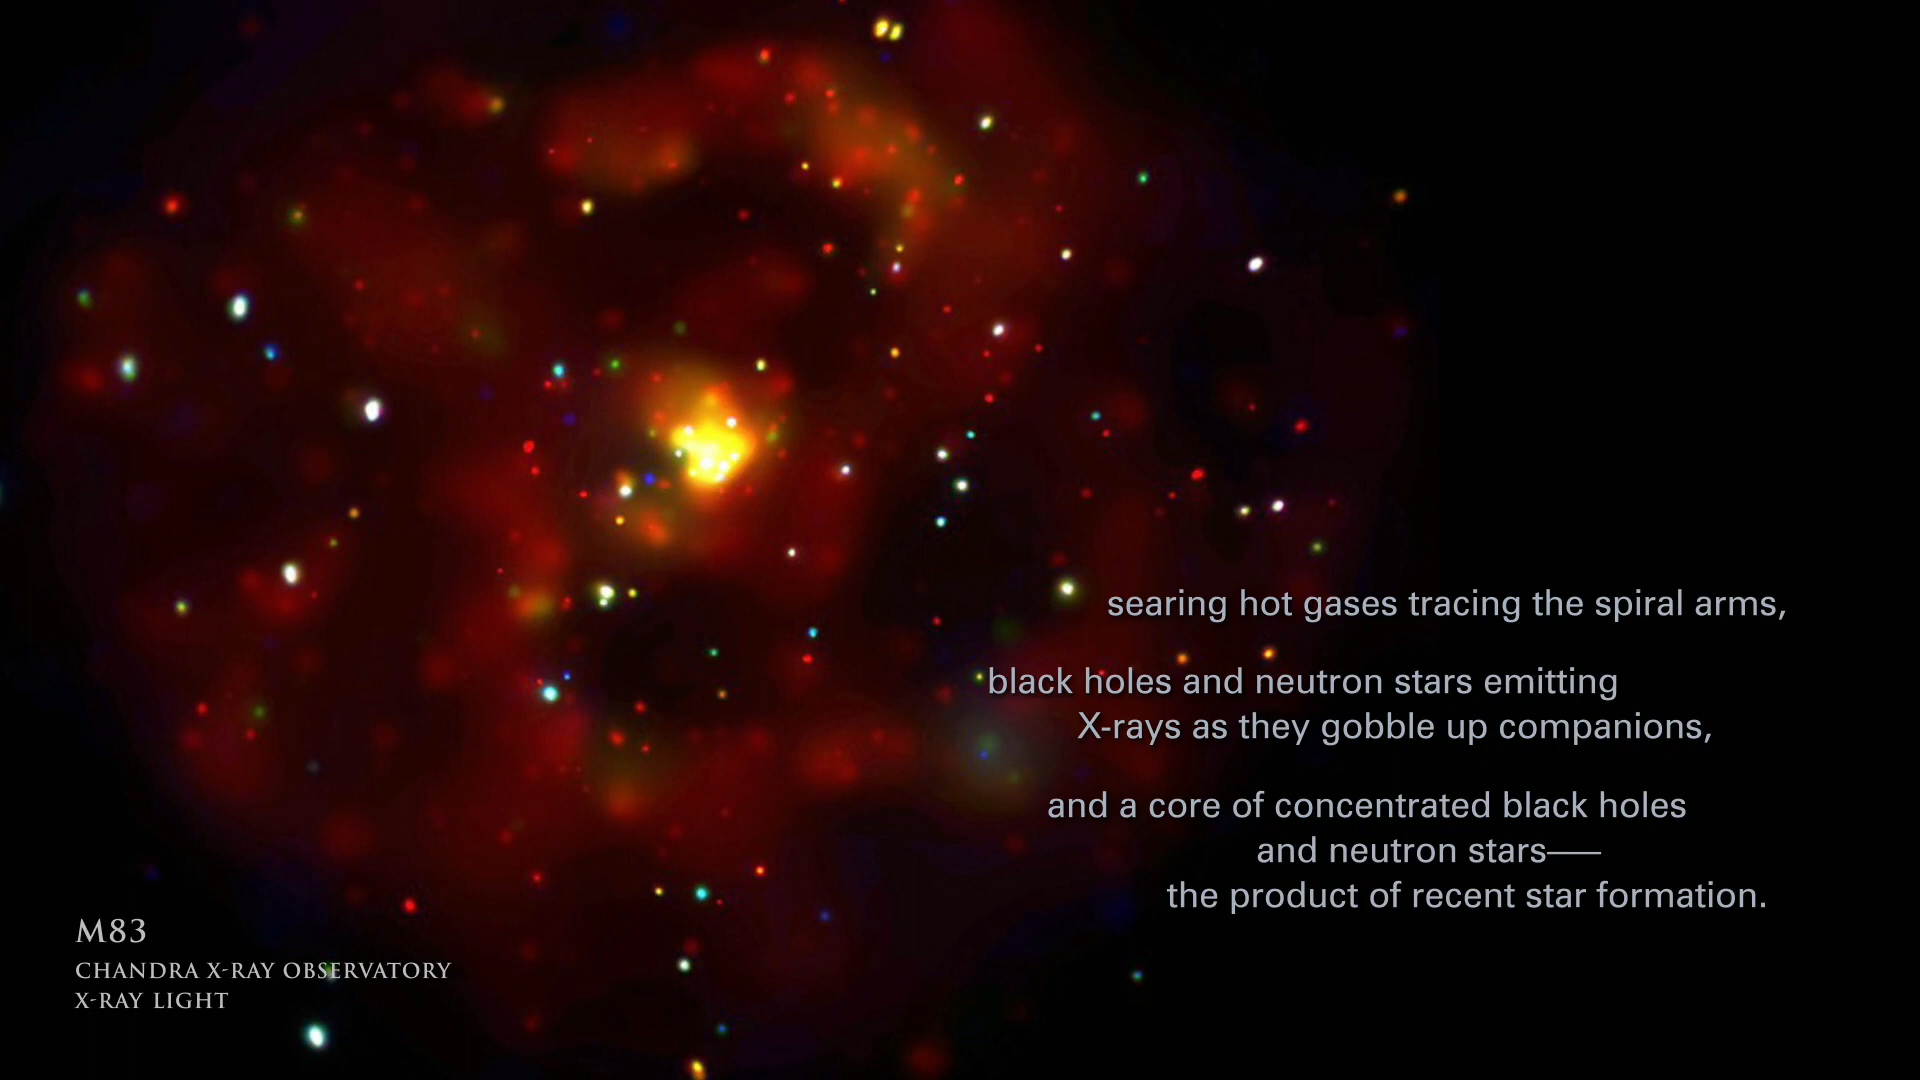 searing hot gases tracing the spiral arms,
black holes and neutron stars emitting
X-rays as they gobble up companions,
and a core of concentrated black holes
and neutron stars——
the product of recent star formation.
M83
CHANDRA X-RAY OBSERVATORY
X-RAY LIGHT